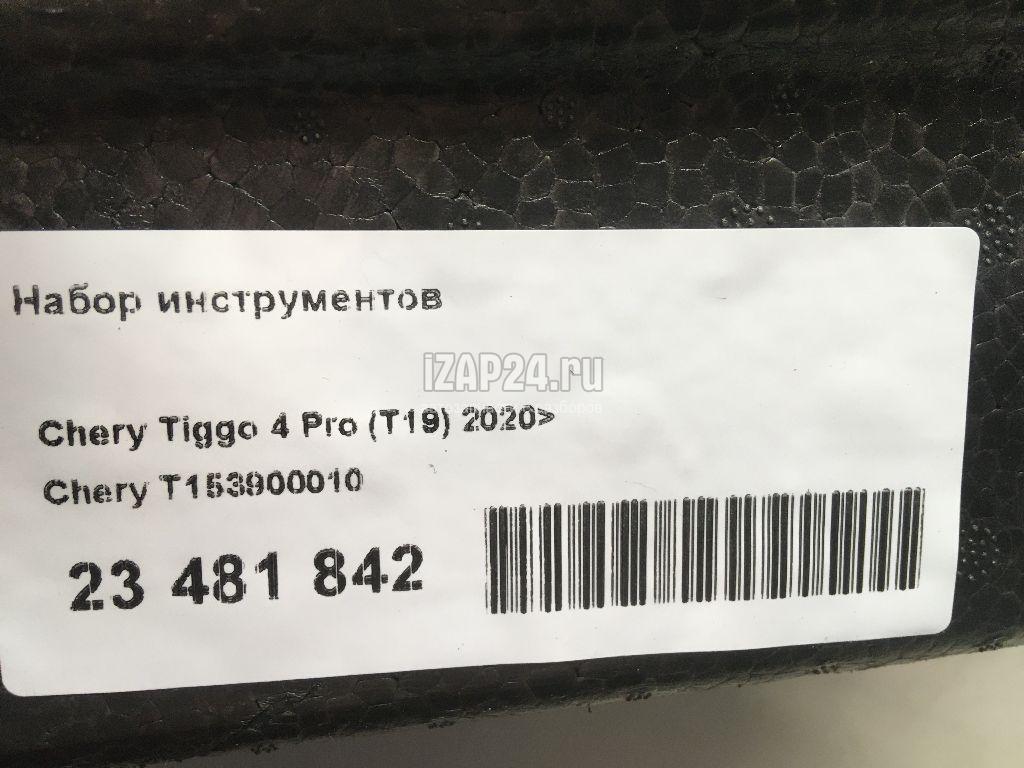 Набор инструментов
iZAP24.ru
Chery Tiggo 4 Pro (T19) 2020>
Chery T153900010
23 481 842